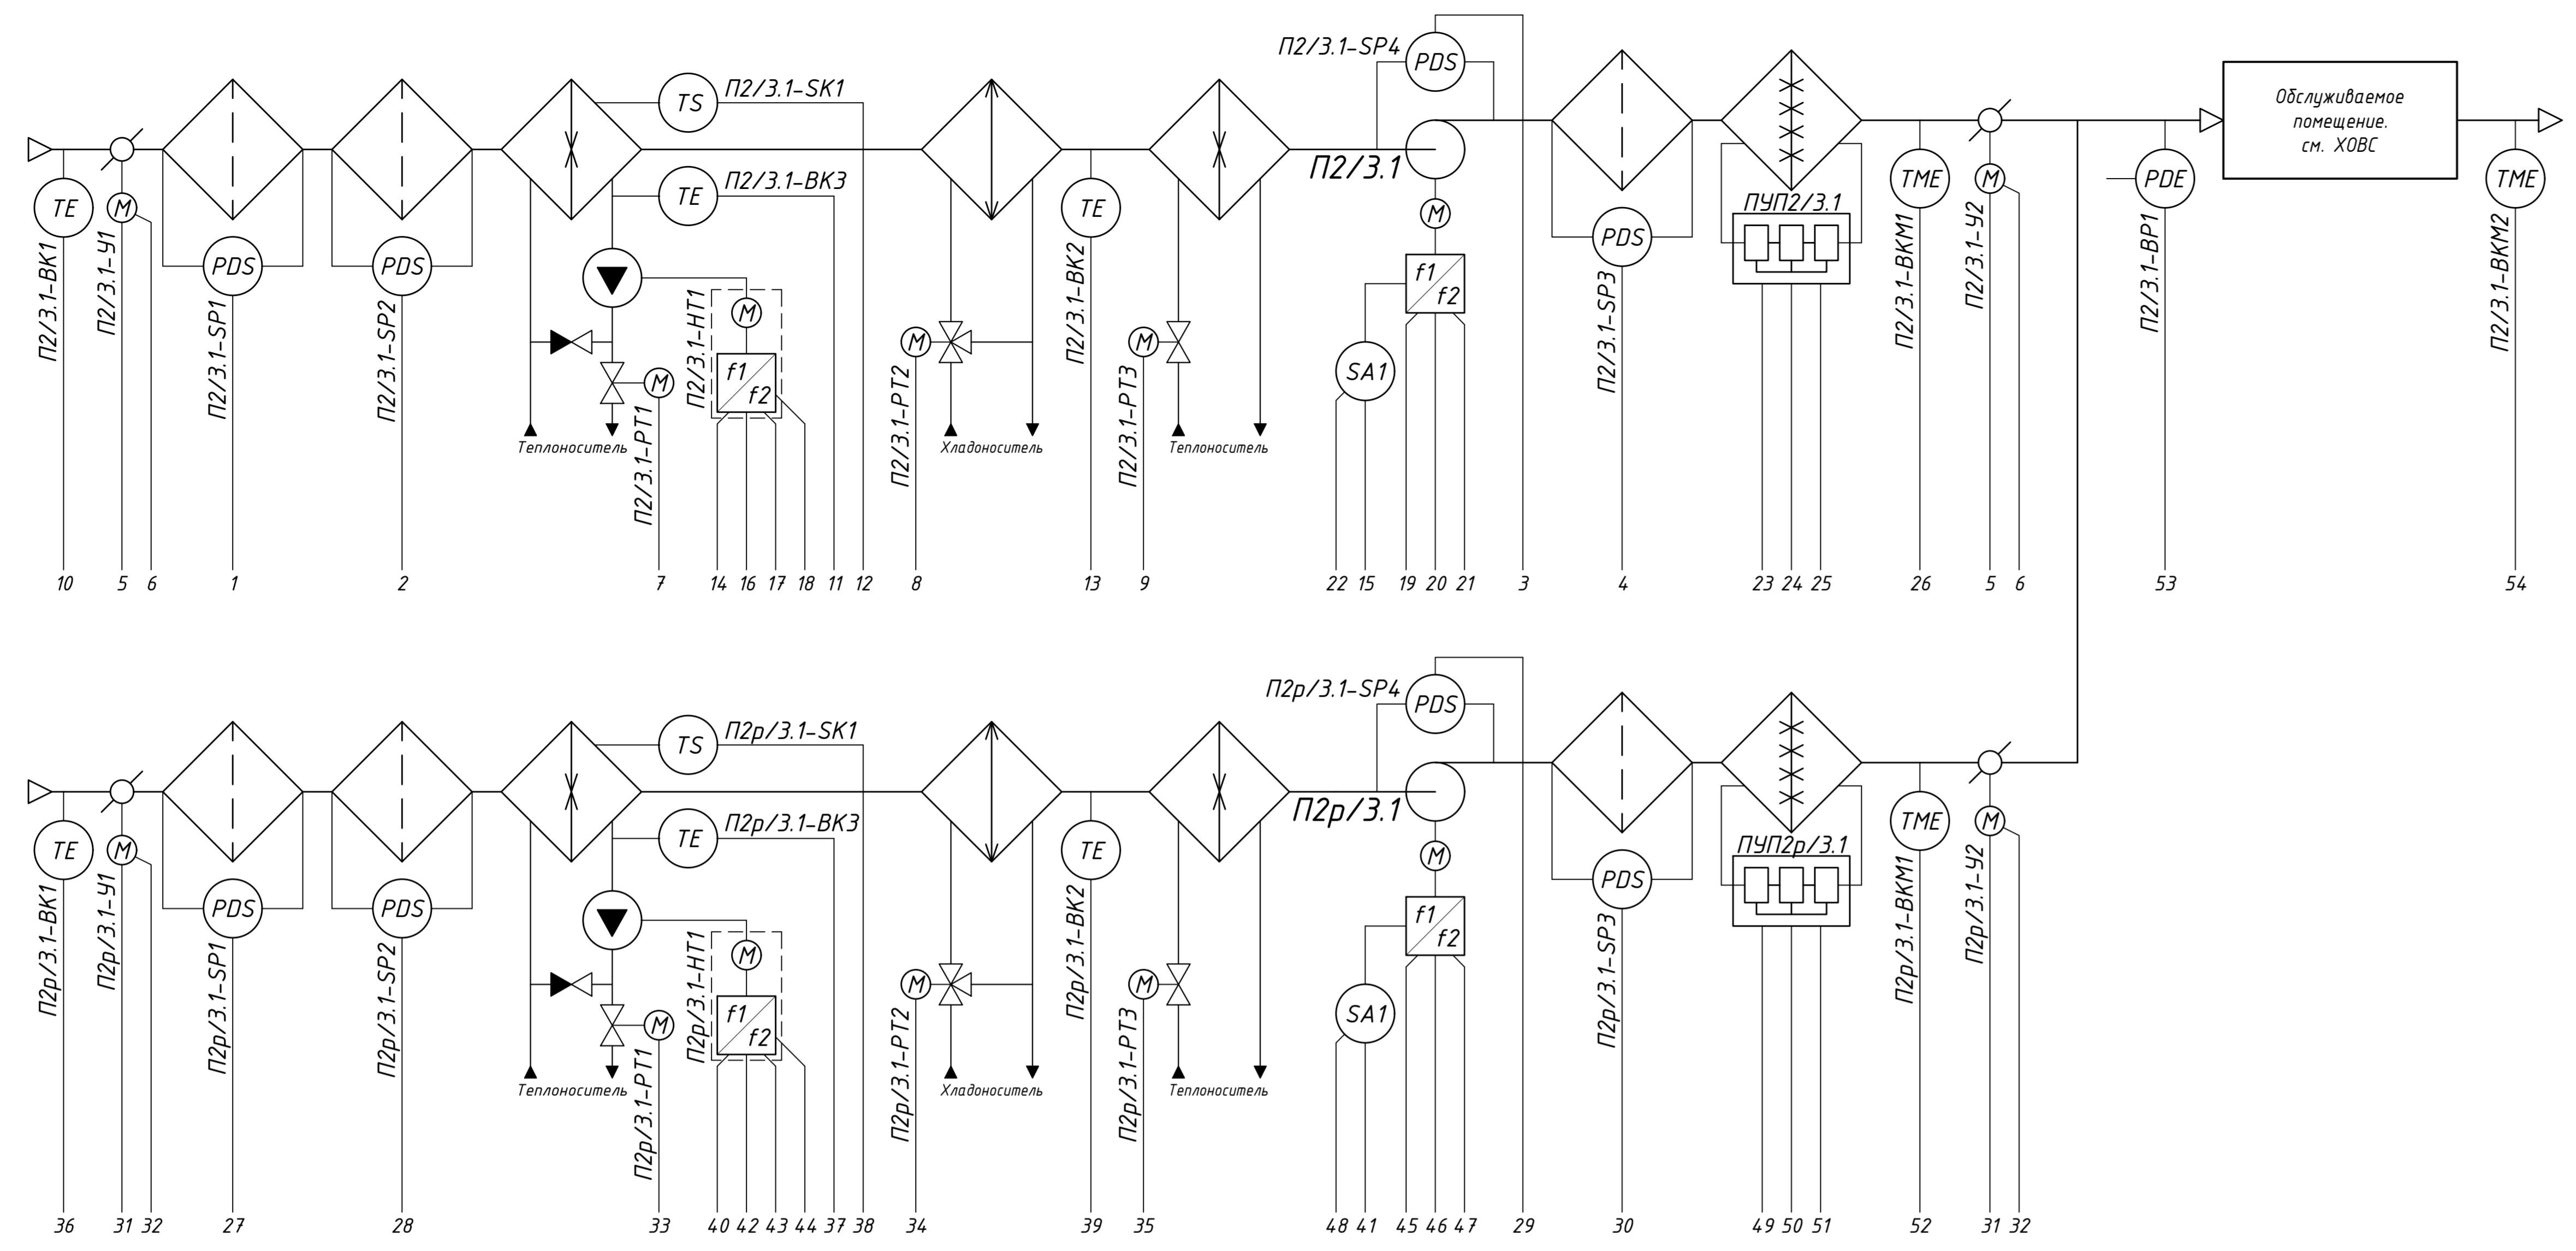 П2/3.1-SP4
PDS
П2/3.1-SK1
TS
Обслуживаемое
помещение.
см. ХОВС
П2/3.1
П2/3.1-BK3
TE
TE
M
TE
M
ПУП2/3.1
TME
M
PDE
TME
П2/3.1-BK1
П2/3.1-У1
PDS
П2/3.1-SP1
PDS
П2/3.1-SP2
П2/3.1-HT1
M
f1
f2
M
П2/3.1-PT1
Теплоноситель
M
П2/3.1-PT2
Хладоноситель
П2/3.1-BK2
M
П2/3.1-PT3
Теплоноситель
f1
f2
SA1
PDS
П2/3.1-SP3
П2/3.1-BKM1
П2/3.1-У2
П2/3.1-BP1
П2/3.1-BKM2
10 5 6 1 2 7 14 16 17 18 11 12 8 13 9 22 15 19 20 21 3 4 23 24 25 26 5 6 53 54
П2р/3.1-SP4
PDS
П2р/3.1-SK1
TS
П2р/3.1
П2р/3.1-BK3
TE
TE
M
TE
M
ПУП2р/3.1
TME
M
П2р/3.1-BK1
П2р/3.1-У1
PDS
П2р/3.1-SP1
PDS
П2р/3.1-SP2
П2р/3.1-HT1
M
f1
f2
M
П2р/3.1-PT1
Теплоноситель
M
П2р/3.1-PT2
Хладоноситель
П2р/3.1-BK2
M
П2р/3.1-PT3
Теплоноситель
f1
f2
SA1
PDS
П2р/3.1-SP3
П2р/3.1-BKM1
П2р/3.1-У2
36 31 32 27 28 33 40 42 43 44 37 38 34 39 35 48 41 45 46 47 29 30 49 50 51 52 31 32